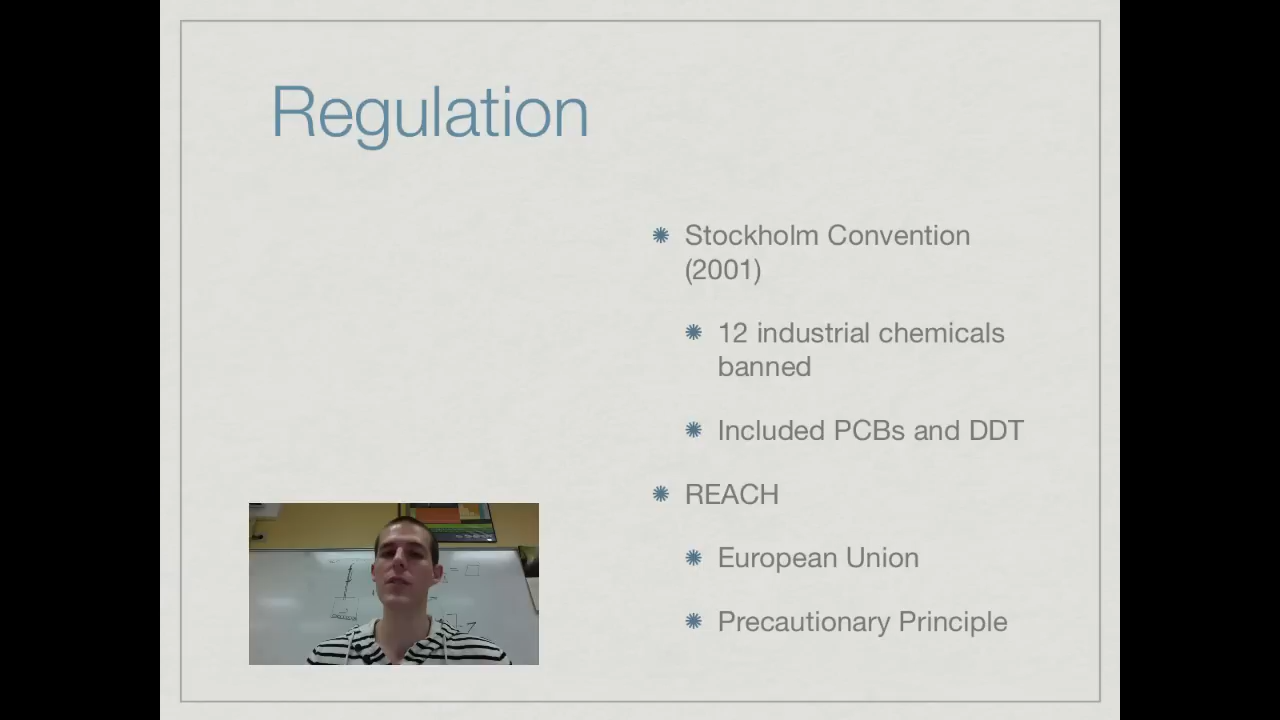 Regulation
Stockholm Convention
(2001)
12 industrial chemicals
banned
Included PCBs and DDT
REACH
European Union
Precautionary Principle